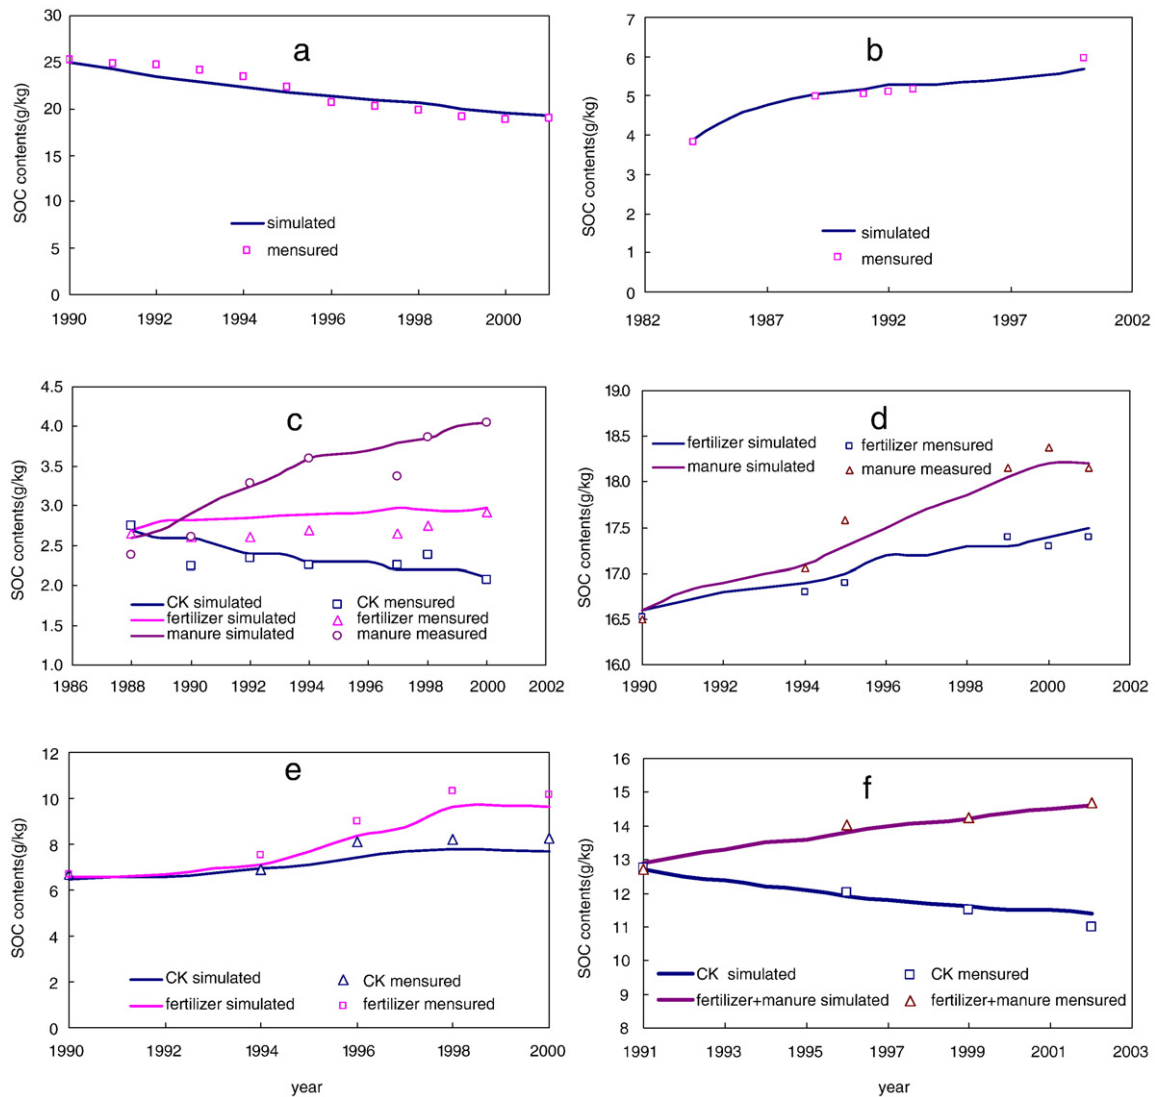 a
SOC contents(g/kg)
30
25
20
15
10
5
0
simulated
mensured
1990 1992 1994 1996 1998 2000
b
SOC contents(g/kg)
7
6
5
4
3
2
1
0
simulated
mensured
1982 1987 1992 1997 2002
c
SOC contents(g/kg)
4.5
4.0
3.5
3.0
2.5
2.0
1.5
1.0
CK simulated CK mensured
fertilizer simulated fertilizer mensured
manure simulated manure measured
1986 1988 1990 1992 1994 1996 1998 2000 2002
d
SOC contents(g/kg)
19.0
18.5
18.0
17.5
17.0
16.5
16.0
fertilizer simulated fertilizer mensured
manure simulated manure measured
1990 1992 1994 1996 1998 2000 2002
e
SOC contents(g/kg)
12
10
8
6
4
2
0
CK simulated CK mensured
fertilizer simulated fertilizer mensured
1990 1992 1994 1996 1998 2000
year
f
SOC contents(g/kg)
16
15
14
13
12
11
10
9
8
CK simulated CK mensured
fertilizer+manure simulated fertilizer+manure mensured
1991 1993 1995 1997 1999 2001 2003
year